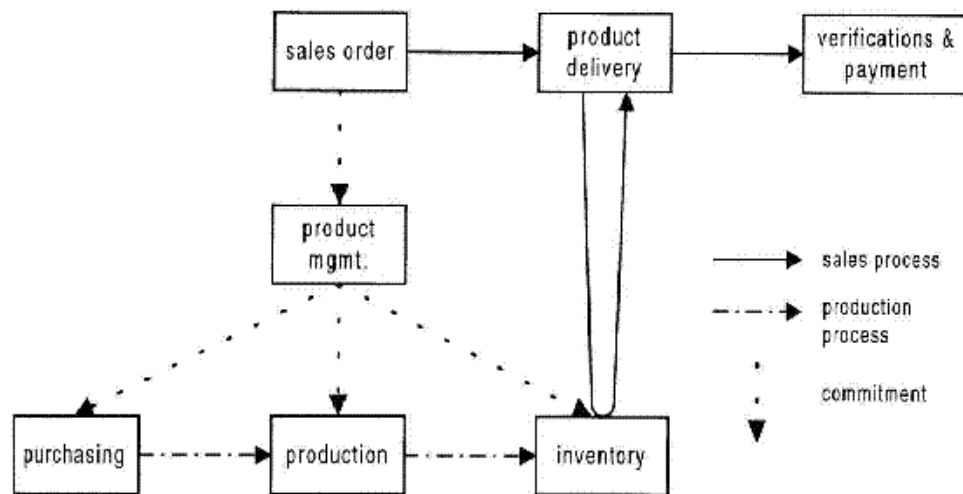 sales order
product
delivery
verifications &
payment
product
mgmt.
sales process
production
process
commitment
purchasing
production
inventory